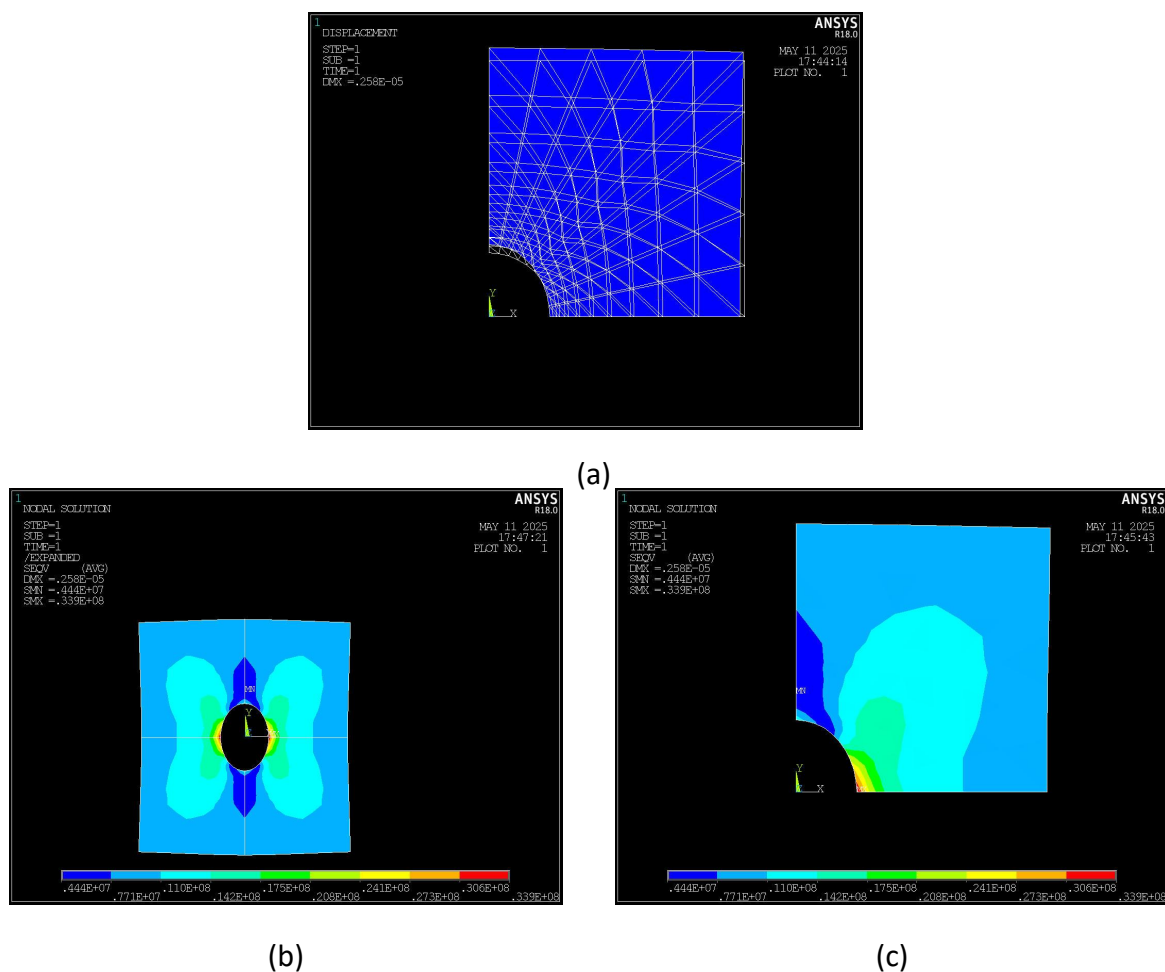 1
ANSYS
R18.0
DISPLACEMENT
STEP=1
SUB =1
TIME=1
DMX =.258E-05
MAY 11 2025
17:44:14
PLOT NO. 1
Y
X
(a)
1
ANSYS
R18.0
NODAL SOLUTION
STEP=1
SUB =1
TIME=1
/EXPANDED
SEQV (AVG)
DMX =.258E-05
SMN =.444E+07
SMX =.339E+08
MAY 11 2025
17:47:21
PLOT NO. 1
MN
Y
.444E+07 .110E+08 .175E+08 .241E+08 .306E+08
.771E+07 .142E+08 .208E+08 .273E+08 .339E+08
(b)
1
ANSYS
R18.0
NODAL SOLUTION
STEP=1
SUB =1
TIME=1
SEQV (AVG)
DMX =.258E-05
SMN =.444E+07
SMX =.339E+08
MAY 11 2025
17:45:43
PLOT NO. 1
MN
Y
X
.444E+07 .110E+08 .175E+08 .241E+08 .306E+08
.771E+07 .142E+08 .208E+08 .273E+08 .339E+08
(c)